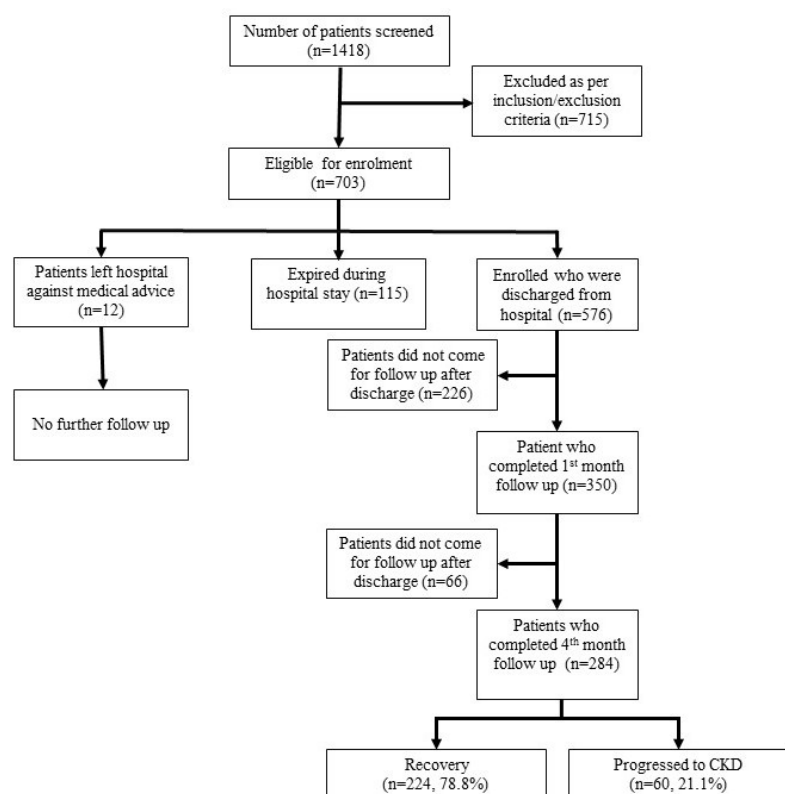 Number of patients screened
(n=1418)
Excluded as per
inclusion/exclusion
criteria (n=715)
Eligible for enrolment
(n=703)
Patients left hospital
against medical advice
(n=12)
Expired during
hospital stay (n=115)
Enrolled who were
discharged from
hospital (n=576)
Patients did not come
for follow up after
discharge (n=226)
No further follow up
Patient who
completed 1st month
follow up (n=350)
Patients did not come
for follow up after
discharge (n=66)
Patients who
completed 4th month
follow up (n=284)
Recovery
(n=224, 78.8%)
Progressed to CKD
(n=60, 21.1%)